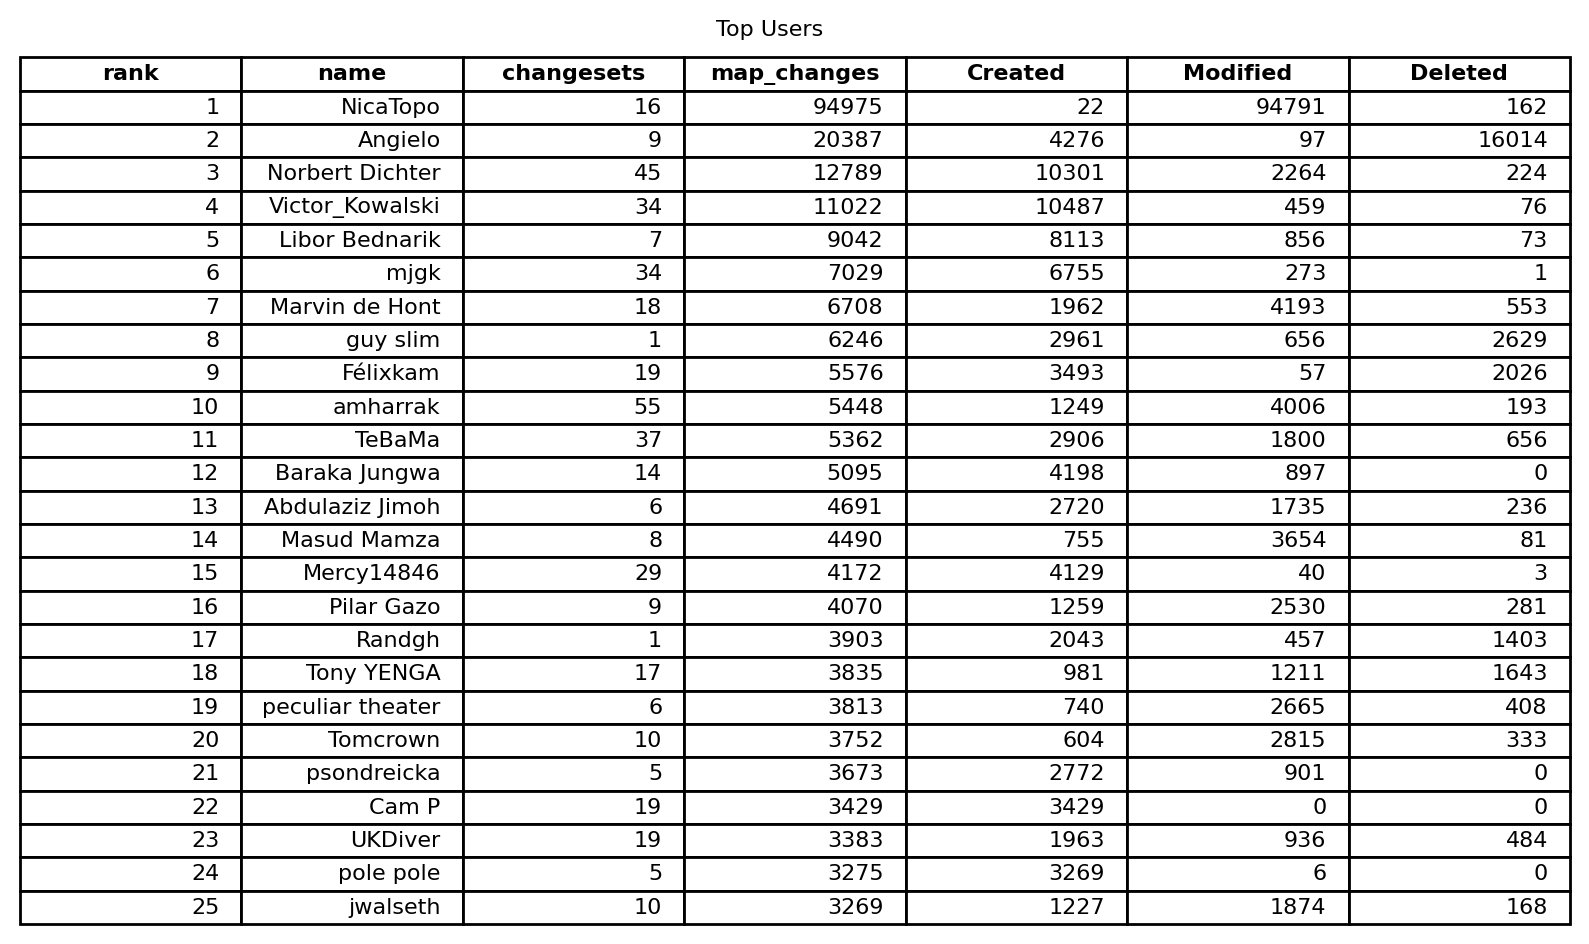 Top Users
rank name changesets map_changes Created Modified Deleted
1 NicaTopo 16 94975 22 94791 162
2 Angielo 9 20387 4276 97 16014
3 Norbert Dichter 45 12789 10301 2264 224
4 Victor_Kowalski 34 11022 10487 459 76
5 Libor Bednarik 7 9042 8113 856 73
6 mjgk 34 7029 6755 273 1
7 Marvin de Hont 18 6708 1962 4193 553
8 guy slim 1 6246 2961 656 2629
9 Félixkam 19 5576 3493 57 2026
10 amharrak 55 5448 1249 4006 193
11 TeBaMa 37 5362 2906 1800 656
12 Baraka Jungwa 14 5095 4198 897 0
13 Abdulaziz Jimoh 6 4691 2720 1735 236
14 Masud Mamza 8 4490 755 3654 81
15 Mercy14846 29 4172 4129 40 3
16 Pilar Gazo 9 4070 1259 2530 281
17 Randgh 1 3903 2043 457 1403
18 Tony YENGA 17 3835 981 1211 1643
19 peculiar theater 6 3813 740 2665 408
20 Tomcrown 10 3752 604 2815 333
21 psondreicka 5 3673 2772 901 0
22 Cam P 19 3429 3429 0 0
23 UKDiver 19 3383 1963 936 484
24 pole pole 5 3275 3269 6 0
25 jwalseth 10 3269 1227 1874 168